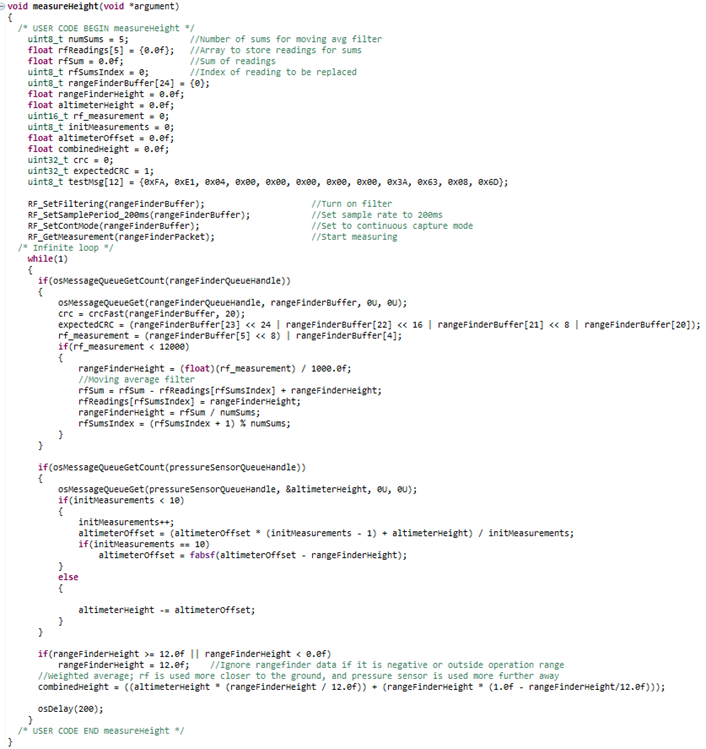 void measureHeight(void *argument)
{
/* USER CODE BEGIN measureHeight */
uint8_t numSums = 5; //Number of sums for moving avg filter
float rfReadings[5] = {0.0f}; //Array to store readings for sums
float rfSum = 0.0f; //Sum of readings
uint8_t rfSumsIndex = 0; //Index of reading to be replaced
uint8_t rangeFinderBuffer[24] = {0};
float rangeFinderHeight = 0.0f;
float altimeterHeight = 0.0f;
uint16_t rf_measurement = 0;
uint8_t initMeasurements = 0;
float altimeterOffset = 0.0f;
float combinedHeight = 0.0f;
uint32_t crc = 0;
uint32_t expectedCRC = 1;
uint8_t testMsg[12] = {0xFA, 0xE1, 0x04, 0x00, 0x00, 0x00, 0x00, 0x00, 0x3A, 0x63, 0x08, 0x6D};
RF_SetFiltering(rangeFinderBuffer); //Turn on filter
RF_SetSamplePeriod_200ms(rangeFinderBuffer); //Set sample rate to 200ms
RF_SetContMode(rangeFinderBuffer); //Set to continuous capture mode
RF_GetMeasurement(rangeFinderPacket); //Start measuring
/* Infinite loop */
while(1)
{
if(osMessageQueueGetCount(rangeFinderQueueHandle))
{
osMessageQueueGet(rangeFinderQueueHandle, rangeFinderBuffer, 0U, 0U);
crc = crcFast(rangeFinderBuffer, 20);
expectedCRC = (rangeFinderBuffer[23] << 24 | rangeFinderBuffer[22] << 16 | rangeFinderBuffer[21] << 8 | rangeFinderBuffer[20]);
rf_measurement = (rangeFinderBuffer[5] << 8) | rangeFinderBuffer[4];
if(rf_measurement < 12000)
{
rangeFinderHeight = (float)(rf_measurement) / 1000.0f;
//Moving average filter
rfSum = rfSum - rfReadings[rfSumsIndex] + rangeFinderHeight;
rfReadings[rfSumsIndex] = rangeFinderHeight;
rangeFinderHeight = rfSum / numSums;
rfSumsIndex = (rfSumsIndex + 1) % numSums;
}
}
if(osMessageQueueGetCount(pressureSensorQueueHandle))
{
osMessageQueueGet(pressureSensorQueueHandle, &altimeterHeight, 0U, 0U);
if(initMeasurements < 10)
{
initMeasurements++;
altimeterOffset = (altimeterOffset * (initMeasurements - 1) + altimeterHeight) / initMeasurements;
if(initMeasurements == 10)
altimeterOffset = fabsf(altimeterOffset - rangeFinderHeight);
}
else
{
altimeterHeight -= altimeterOffset;
}
}
if(rangeFinderHeight >= 12.0f || rangeFinderHeight < 0.0f)
rangeFinderHeight = 12.0f; //Ignore rangefinder data if it is negative or outside operation range
//Weighted average; rf is used more closer to the ground, and pressure sensor is used more further away
combinedHeight = ((altimeterHeight * (rangeFinderHeight / 12.0f)) + (rangeFinderHeight * (1.0f - rangeFinderHeight/12.0f)));
osDelay(200);
}
/* USER CODE END measureHeight */
}